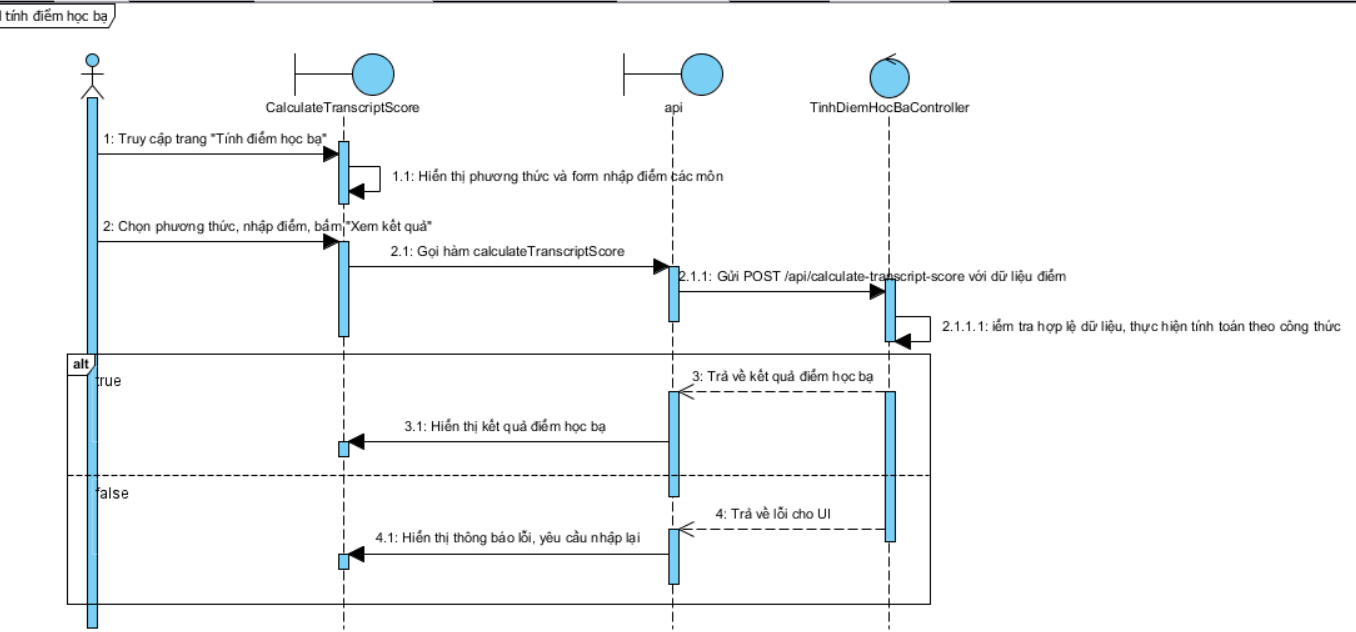 tính điểm học bạ
CalculateTranscriptScore
api
TinhDiemHocBaController
1: Truy cập trang "Tính điểm học bạ"
1.1: Hiển thị phương thức và form nhập điểm các môn
2: Chọn phương thức, nhập điểm, bấm "Xem kết quả"
2.1: Gọi hàm calculateTranscriptScore
2.1.1: Gửi POST /api/calculate-transcript-score với dữ liệu điểm
2.1.1.1: iểm tra hợp lệ dữ liệu, thực hiện tính toán theo công thức
alt
true
3: Trả về kết quả điểm học bạ
3.1: Hiển thị kết quả điểm học bạ
false
4: Trả về lỗi cho UI
4.1: Hiển thị thông báo lỗi, yêu cầu nhập lại